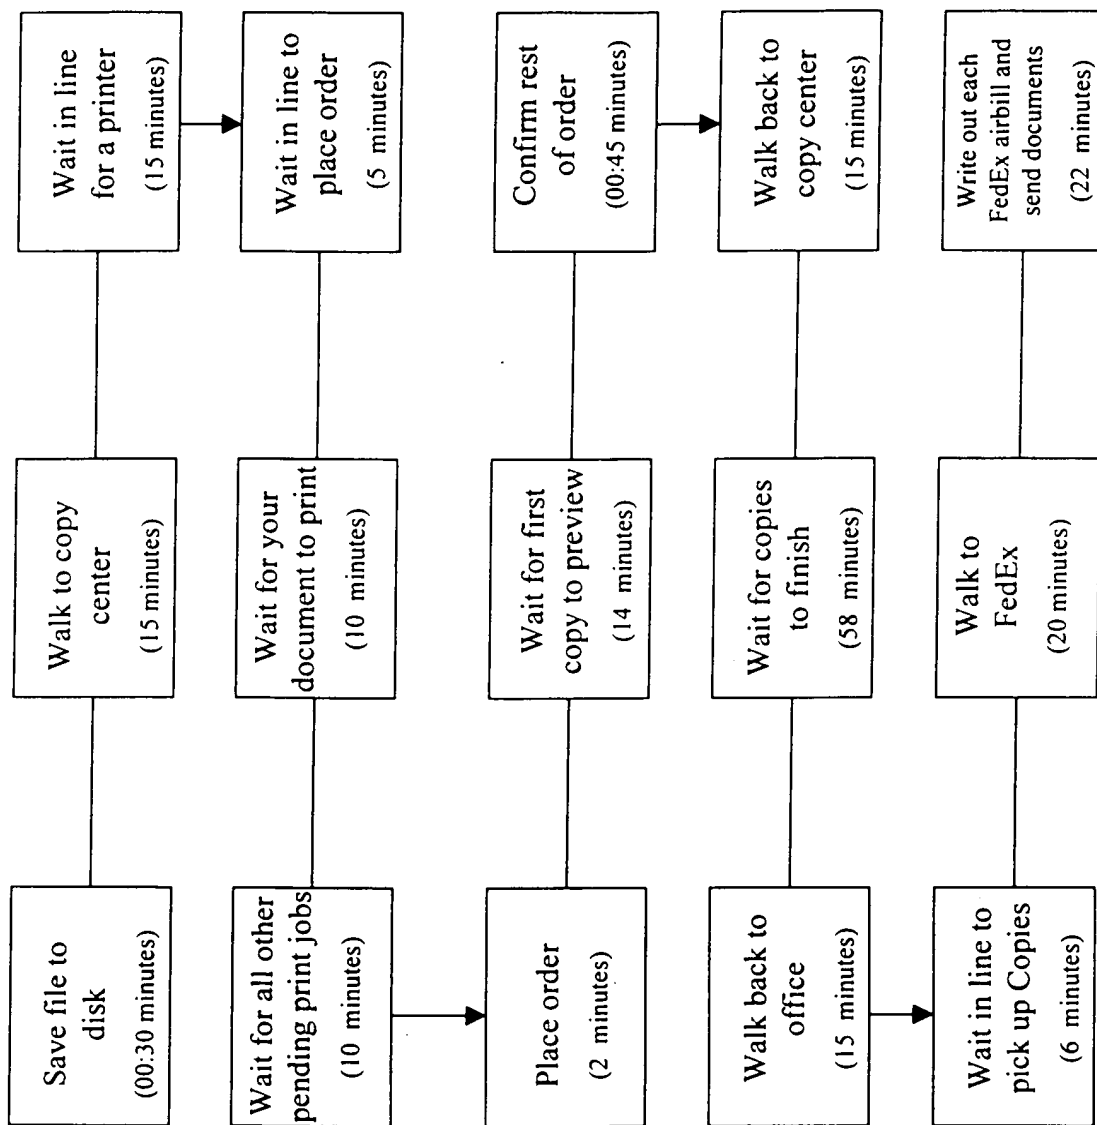 Save file to
disk
(00:30 minutes)
Walk to copy
center
(15 minutes)
Wait in line
for a printer
(15 minutes)
Wait for all other
pending print jobs
(10 minutes)
Wait for your
document to print
(10 minutes)
Wait in line to
place order
(5 minutes)
Place order
(2 minutes)
Wait for first
copy to preview
(14 minutes)
Confirm rest
of order
(00:45 minutes)
Walk back to
office
(15 minutes)
Wait for copies
to finish
(58 minutes)
Walk back to
copy center
(15 minutes)
Wait in line to
pick up Copies
(6 minutes)
Walk to
FedEx
(20 minutes)
Write out each
FedEx airbill and
send documents
(22 minutes)